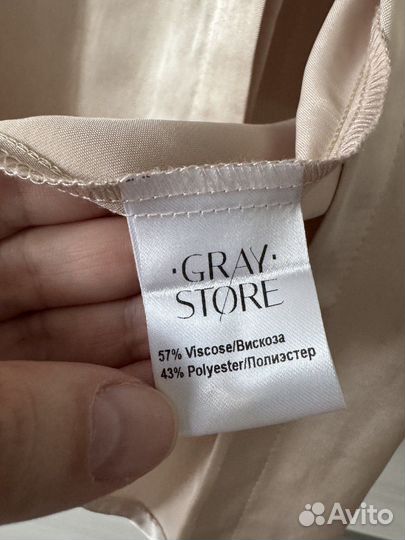 ·GRAY·
STØRE
57% Viscose/Вискоза
43% Polyester/Полиэстер
Avito